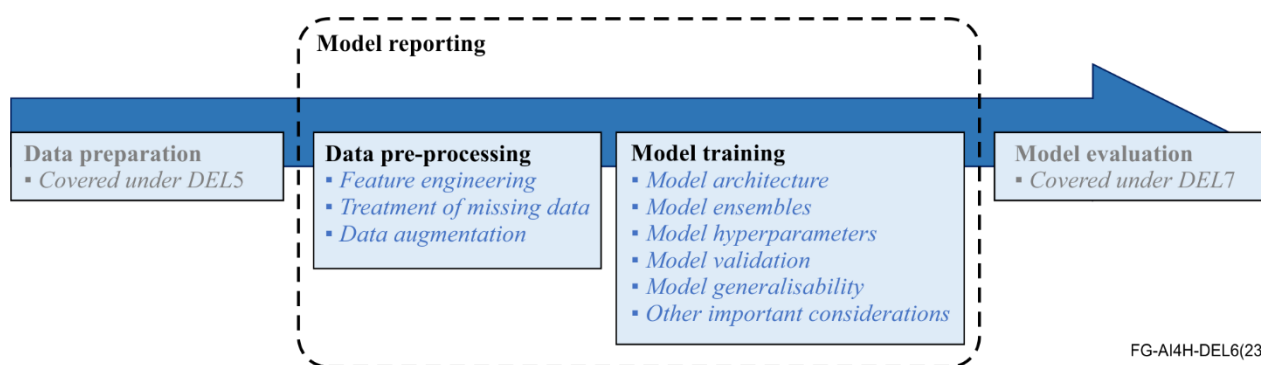 Model reporting
Data preparation
▪ Covered under DEL5
Data pre-processing
▪ Feature engineering
▪ Treatment of missing data
▪ Data augmentation
Model training
▪ Model architecture
▪ Model ensembles
▪ Model hyperparameters
▪ Model validation
▪ Model generalisability
▪ Other important considerations
Model evaluation
▪ Covered under DEL7
FG-AI4H-DEL6(23